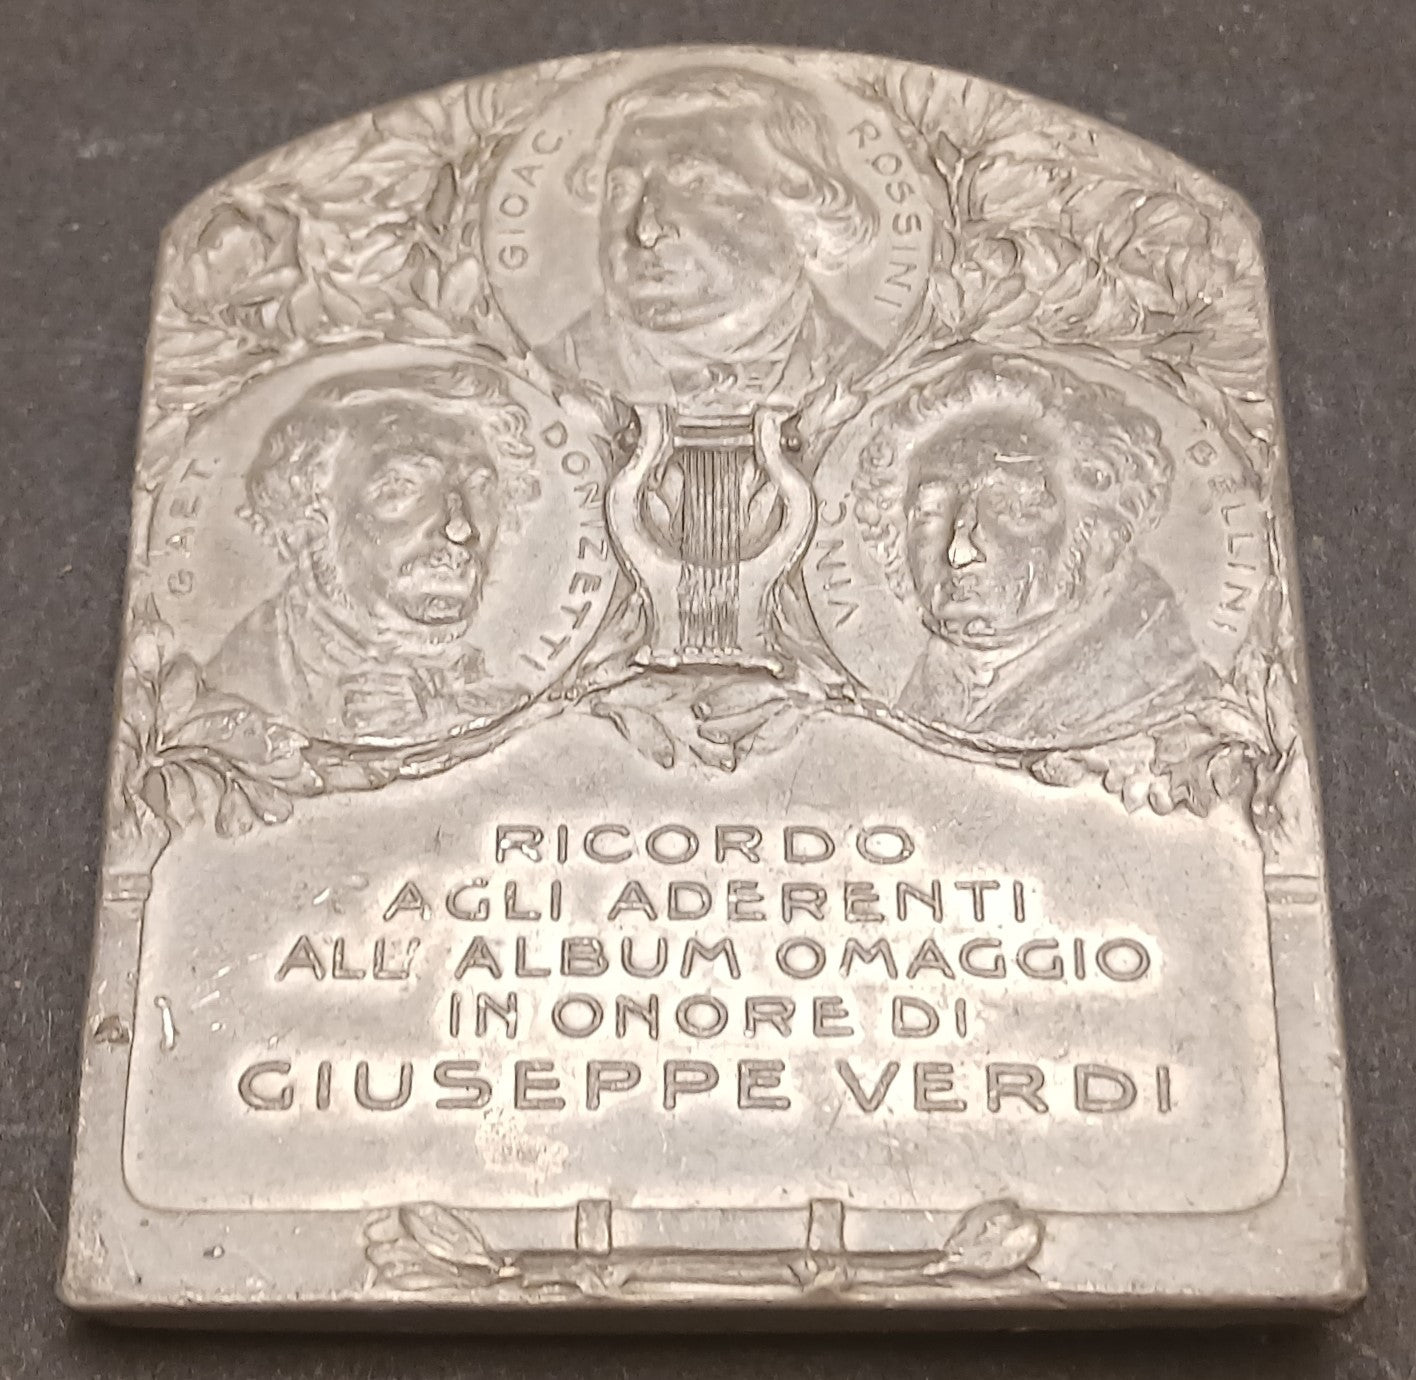 GIOAC. ROSSINI
GAET. DONIZETTI
VINC. BELLINI
RICORDO
AGLI ADERENTI
ALL' ALBUM OMAGGIO
IN ONORE DI
GIUSEPPE VERDI